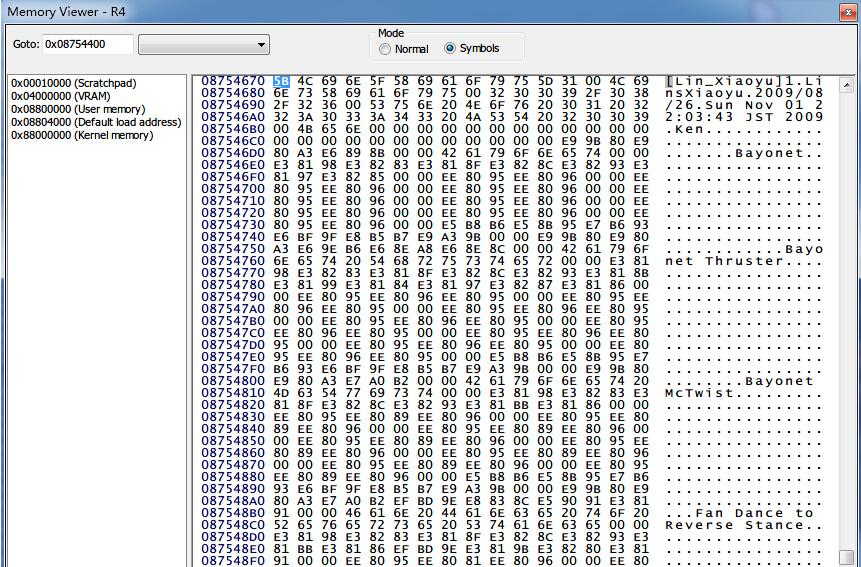 Memory Viewer - R4
Goto: 0x08754400
Mode
Normal Symbols
0x00010000 (Scratchpad)
0x04000000 (VRAM)
0x08800000 (User memory)
0x08804000 (Default load address)
0x88000000 (Kernel memory)
08754670 5B 4C 69 6E 5F 58 69 61 6F 79 75 5D 31 00 4C 69 [Lin_Xiaoyu]1.Li
08754680 6E 73 58 69 61 6F 79 75 00 32 30 30 39 2F 30 38 nsXiaoyu.2009/08
08754690 2F 32 36 00 53 75 6E 20 4E 6F 76 20 30 31 20 32 /26.Sun Nov 01 2
087546A0 32 3A 30 33 3A 34 33 20 4A 53 54 20 32 30 30 39 2:03:43 JST 2009
087546B0 00 4B 65 6E 00 00 00 00 00 00 00 00 00 00 00 00 .Ken............
087546C0 00 00 00 00 00 00 00 00 00 00 00 00 E9 9B 80 E9 ................
087546D0 80 A3 E6 89 8B 00 00 42 61 79 6F 6E 65 74 00 00 .......Bayonet..
087546E0 E3 81 98 E3 82 83 E3 81 8F E3 82 8C E3 82 93 E3 ................
087546F0 81 97 E3 82 85 00 00 EE 80 95 EE 80 96 00 00 EE ................
08754700 80 95 EE 80 96 00 00 EE 80 95 EE 80 96 00 00 EE ................
08754710 80 95 EE 80 96 00 00 EE 80 95 EE 80 96 00 00 EE ................
08754720 80 95 EE 80 96 00 00 EE 80 95 EE 80 96 00 00 EE ................
08754730 80 95 EE 80 96 00 00 E5 B8 B6 E5 8B 95 E7 B6 93 ................
08754740 E6 BF 9F E8 B5 B7 E9 A3 9B 00 00 E9 9B 80 E9 80 ................
08754750 A3 E6 9E B6 E8 8E A8 E6 8E 8C 00 00 42 61 79 6F ............Bayo
08754760 6E 65 74 20 54 68 72 75 73 74 65 72 00 00 E3 81 net Thruster....
08754770 98 E3 82 83 E3 81 8F E3 82 8C E3 82 93 E3 81 8B ................
08754780 E3 81 99 E3 81 84 E3 81 97 E3 82 87 E3 81 86 00 ................
08754790 00 EE 80 95 EE 80 96 EE 80 95 00 00 EE 80 95 EE ................
087547A0 80 96 EE 80 95 00 00 EE 80 95 EE 80 96 EE 80 95 ................
087547B0 00 00 EE 80 95 EE 80 96 EE 80 95 00 00 EE 80 95 ................
087547C0 EE 80 96 EE 80 95 00 00 EE 80 95 EE 80 96 EE 80 ................
087547D0 95 00 00 EE 80 95 EE 80 96 EE 80 95 00 00 EE 80 ................
087547E0 95 EE 80 96 EE 80 95 00 00 E5 B8 B6 E5 8B 95 E7 ................
087547F0 B6 93 E6 BF 9F E8 B5 B7 E9 A3 9B 00 00 E9 9B 80 ................
08754800 E9 80 A3 E7 A0 B2 00 00 42 61 79 6F 6E 65 74 20 ........Bayonet
08754810 4D 63 54 77 69 73 74 00 00 E3 81 98 E3 82 83 E3 McTwist.........
08754820 81 8F E3 82 8C E3 82 93 E3 81 BB E3 81 86 00 00 ................
08754830 EE 80 95 EE 80 89 EE 80 96 00 00 EE 80 95 EE 80 ................
08754840 89 EE 80 96 00 00 EE 80 95 EE 80 89 EE 80 96 00 ................
08754850 00 EE 80 95 EE 80 89 EE 80 96 00 00 EE 80 95 EE ................
08754860 80 89 EE 80 96 00 00 EE 80 95 EE 80 89 EE 80 96 ................
08754870 00 00 EE 80 95 EE 80 89 EE 80 96 00 00 EE 80 95 ................
08754880 EE 80 89 EE 80 96 00 00 E5 B8 B6 E5 8B 95 E7 B6 ................
08754890 93 E6 BF 9F E8 B5 B7 E9 A3 9B 00 00 E9 9B 80 E9 ................
087548A0 80 A3 E7 A0 B2 EF BD 9E E8 83 8C E5 90 91 E3 81 ................
087548B0 91 00 00 46 61 6E 20 44 61 6E 63 65 20 74 6F 20 ...Fan Dance to
087548C0 52 65 76 65 72 73 65 20 53 74 61 6E 63 65 00 00 Reverse Stance..
087548D0 E3 81 98 E3 82 83 E3 81 8F E3 82 8C E3 82 93 E3 ................
087548E0 81 BB E3 81 86 EF BD 9E E3 81 9B E3 82 80 E3 81 ................
087548F0 91 00 00 EE 80 95 EE 80 81 EE 80 96 00 00 EE 80 ................